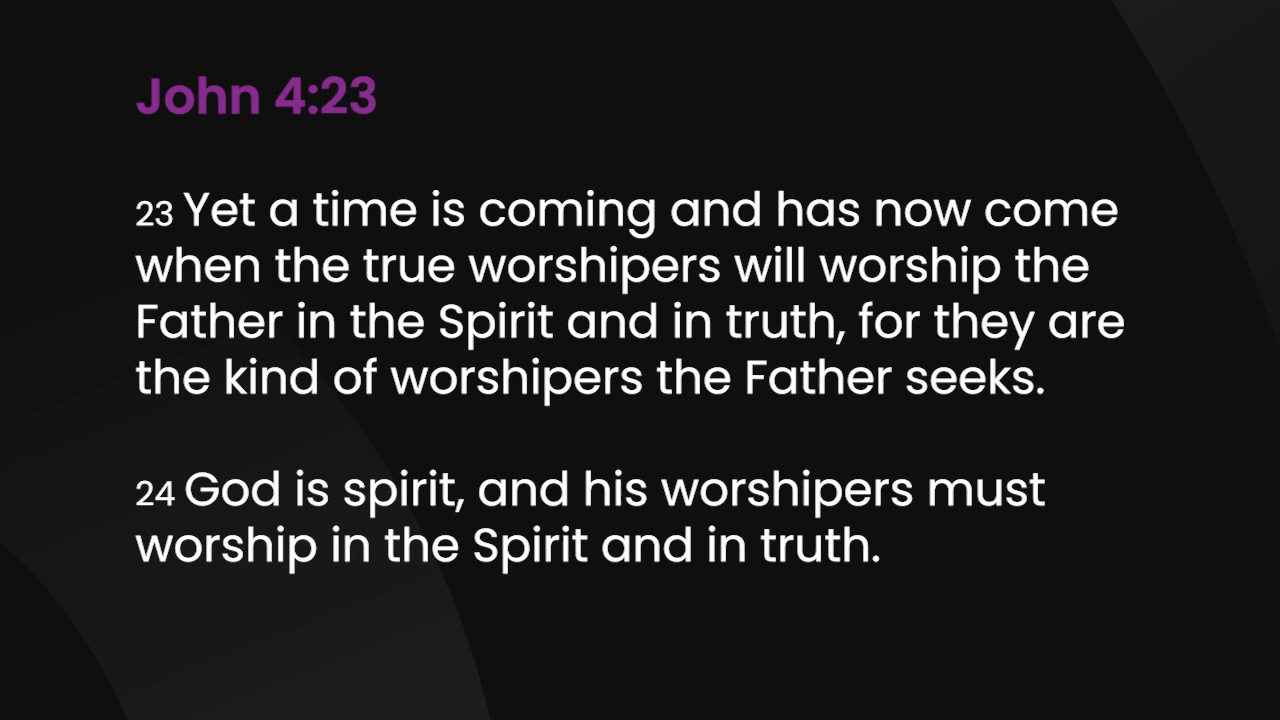 John 4:23
23 Yet a time is coming and has now come
when the true worshipers will worship the
Father in the Spirit and in truth, for they are
the kind of worshipers the Father seeks.
24 God is spirit, and his worshipers must
worship in the Spirit and in truth.